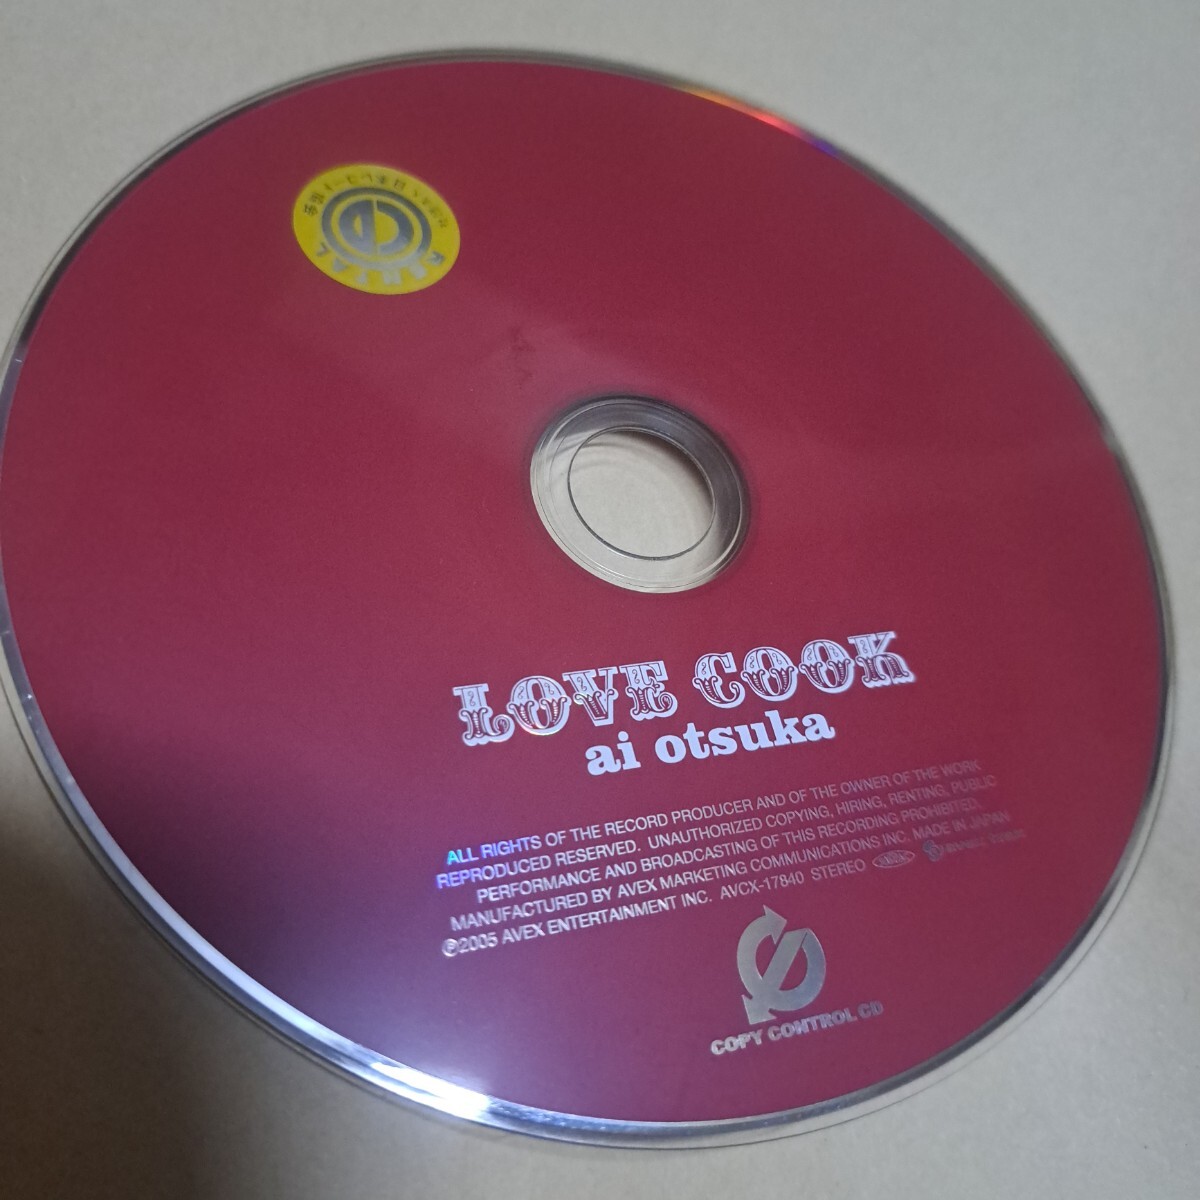 RENTAL
LOVE COOK
ai otsuka
ALL RIGHTS OF THE RECORD PRODUCER AND OF THE OWNER OF THE WORK
REPRODUCED RESERVED. UNAUTHORIZED COPYING, HIRING, RENTING, PUBLIC
PERFORMANCE AND BROADCASTING OF THIS RECORDING PROHIBITED.
MANUFACTURED BY AVEX MARKETING COMMUNICATIONS INC. MADE IN JAPAN
℗2005 AVEX ENTERTAINMENT INC. AVCX-17840 STEREO
COPY CONTROL CD